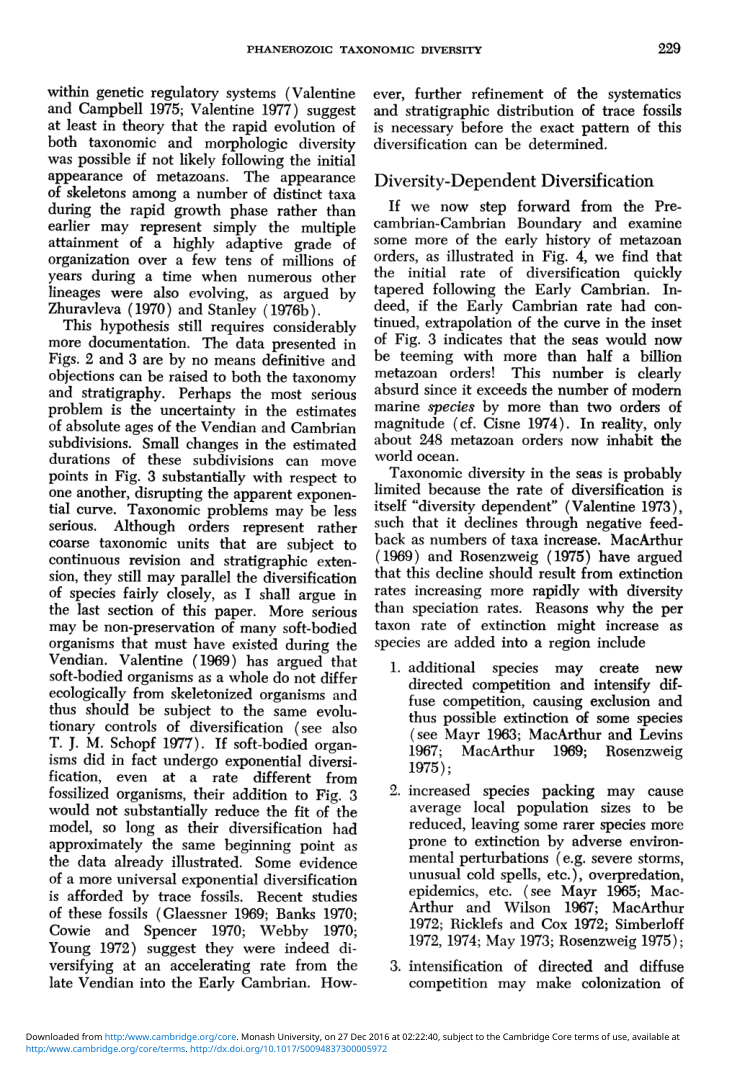 PHANEROZOIC TAXONOMIC DIVERSITY
229
within genetic regulatory systems (Valentine
and Campbell 1975; Valentine 1977) suggest
at least in theory that the rapid evolution of
both taxonomic and morphologic diversity
was possible if not likely following the initial
appearance of metazoans. The appearance
of skeletons among a number of distinct taxa
during the rapid growth phase rather than
earlier may represent simply the multiple
attainment of a highly adaptive grade of
organization over a few tens of millions of
years during a time when numerous other
lineages were also evolving, as argued by
Zhuravleva (1970) and Stanley (1976b).
This hypothesis still requires considerably
more documentation. The data presented in
Figs. 2 and 3 are by no means definitive and
objections can be raised to both the taxonomy
and stratigraphy. Perhaps the most serious
problem is the uncertainty in the estimates
of absolute ages of the Vendian and Cambrian
subdivisions. Small changes in the estimated
durations of these subdivisions can move
points in Fig. 3 substantially with respect to
one another, disrupting the apparent exponen-
tial curve. Taxonomic problems may be less
serious. Although orders represent rather
coarse taxonomic units that are subject to
continuous revision and stratigraphic exten-
sion, they still may parallel the diversification
of species fairly closely, as I shall argue in
the last section of this paper. More serious
may be non-preservation of many soft-bodied
organisms that must have existed during the
Vendian. Valentine (1969) has argued that
soft-bodied organisms as a whole do not differ
ecologically from skeletonized organisms and
thus should be subject to the same evolu-
tionary controls of diversification (see also
T. J. M. Schopf 1977). If soft-bodied organ-
isms did in fact undergo exponential diversi-
fication, even at a rate different from
fossilized organisms, their addition to Fig. 3
would not substantially reduce the fit of the
model, so long as their diversification had
approximately the same beginning point as
the data already illustrated. Some evidence
of a more universal exponential diversification
is afforded by trace fossils. Recent studies
of these fossils (Glaessner 1969; Banks 1970;
Cowie and Spencer 1970; Webby 1970;
Young 1972) suggest they were indeed di-
versifying at an accelerating rate from the
late Vendian into the Early Cambrian. How-
ever, further refinement of the systematics
and stratigraphic distribution of trace fossils
is necessary before the exact pattern of this
diversification can be determined.
Diversity-Dependent Diversification
If we now step forward from the Pre-
cambrian-Cambrian Boundary and examine
some more of the early history of metazoan
orders, as illustrated in Fig. 4, we find that
the initial rate of diversification quickly
tapered following the Early Cambrian. In-
deed, if the Early Cambrian rate had con-
tinued, extrapolation of the curve in the inset
of Fig. 3 indicates that the seas would now
be teeming with more than half a billion
metazoan orders! This number is clearly
absurd since it exceeds the number of modern
marine species by more than two orders of
magnitude (cf. Cisne 1974). In reality, only
about 248 metazoan orders now inhabit the
world ocean.
Taxonomic diversity in the seas is probably
limited because the rate of diversification is
itself "diversity dependent" (Valentine 1973),
such that it declines through negative feed-
back as numbers of taxa increase. MacArthur
(1969) and Rosenzweig (1975) have argued
that this decline should result from extinction
rates increasing more rapidly with diversity
than speciation rates. Reasons why the per
taxon rate of extinction might increase as
species are added into a region include
1. additional species may create new
directed competition and intensify dif-
fuse competition, causing exclusion and
thus possible extinction of some species
(see Mayr 1963; MacArthur and Levins
1967; MacArthur 1969; Rosenzweig
1975);
2. increased species packing may cause
average local population sizes to be
reduced, leaving some rarer species more
prone to extinction by adverse environ-
mental perturbations (e.g. severe storms,
unusual cold spells, etc.), overpredation,
epidemics, etc. (see Mayr 1965; Mac-
Arthur and Wilson 1967; MacArthur
1972; Ricklefs and Cox 1972; Simberloff
1972, 1974; May 1973; Rosenzweig 1975);
3. intensification of directed and diffuse
competition may make colonization of
Downloaded from http:/www.cambridge.org/core. Monash University, on 27 Dec 2016 at 02:22:40, subject to the Cambridge Core terms of use, available at
http:/www.cambridge.org/core/terms. http://dx.doi.org/10.1017/S0094837300005972